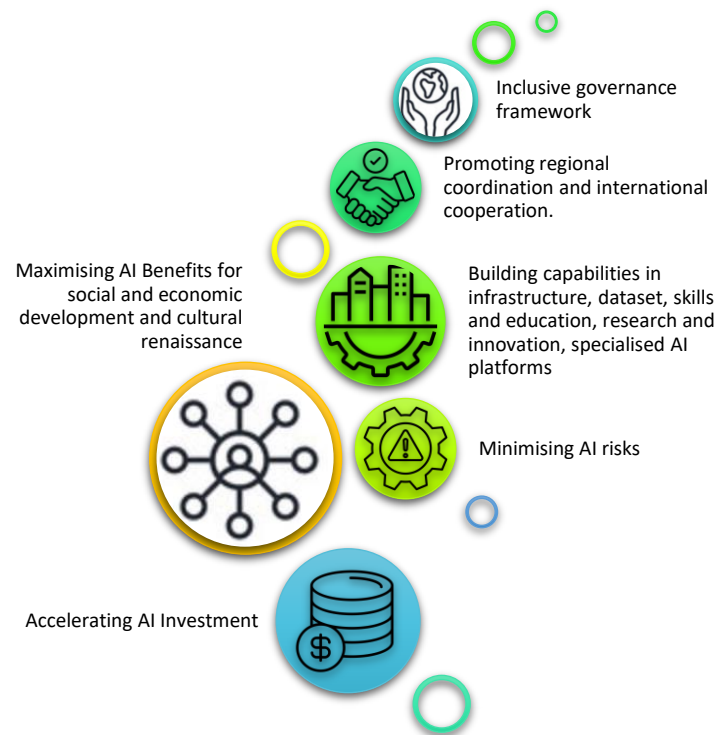 Inclusive governance
framework
Promoting regional
coordination and international
cooperation.
Maximising AI Benefits for
social and economic
development and cultural
renaissance
Building capabilities in
infrastructure, dataset, skills
and education, research and
innovation, specialised AI
platforms
Minimising AI risks
Accelerating AI Investment
$